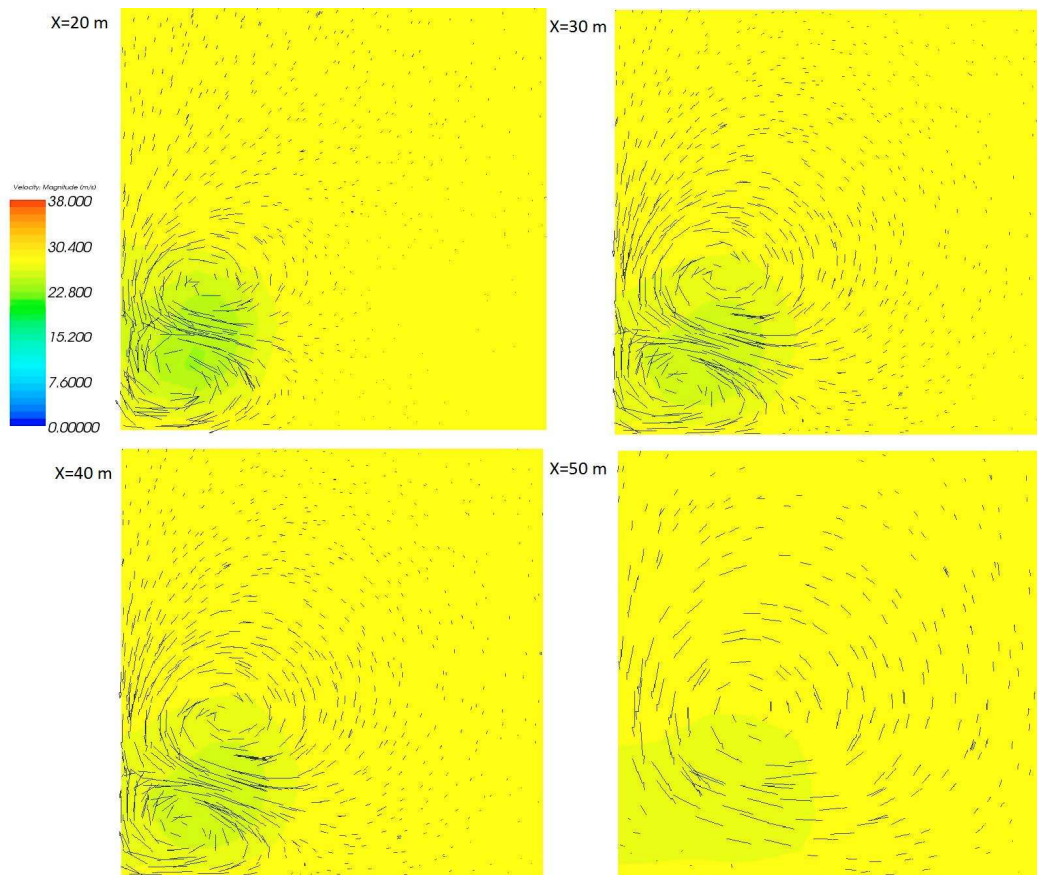 X=20 m
X=30 m
Velocity: Magnitude (m/s)
38.000
30.400
22.800
15.200
7.6000
0.00000
X=40 m
X=50 m